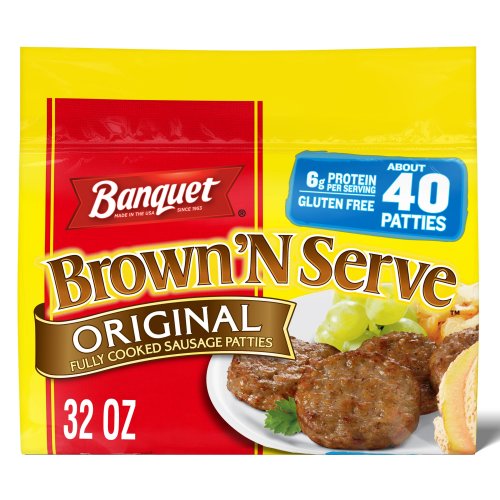 Banquet
MADE IN THE USA SINCE 1953
®
6g PROTEIN
PER SERVING
GLUTEN FREE
ABOUT
40
PATTIES
Brown'N Serve™
ORIGINAL
FULLY COOKED SAUSAGE PATTIES
32 OZ